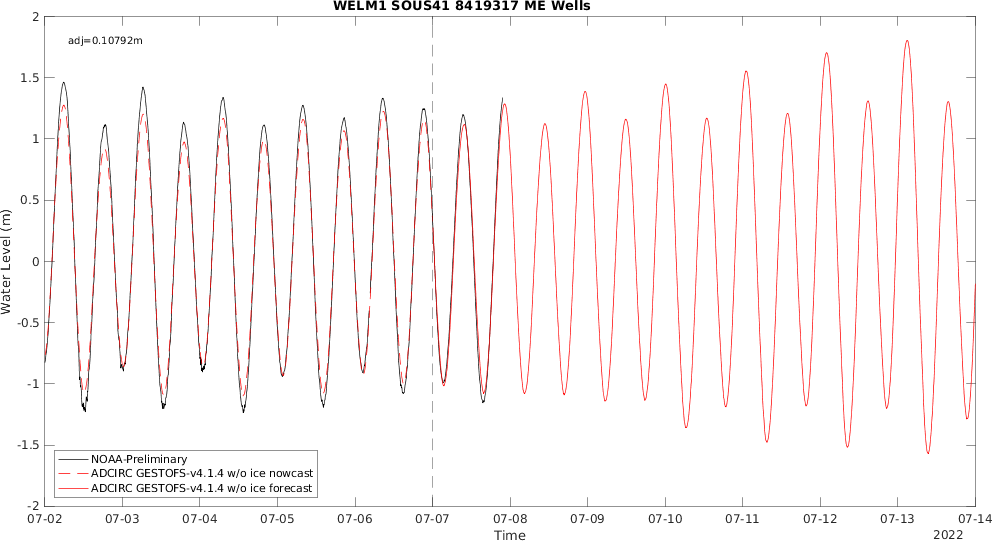 WELM1 SOUS41 8419317 ME Wells
adj=0.10792m
2
1.5
1
0.5
0
-0.5
-1
-1.5
-2
Water Level (m)
NOAA-Preliminary
ADCIRC GESTOFS-v4.1.4 w/o ice nowcast
ADCIRC GESTOFS-v4.1.4 w/o ice forecast
07-02 07-03 07-04 07-05 07-06 07-07 07-08 07-09 07-10 07-11 07-12 07-13 07-14
Time
2022